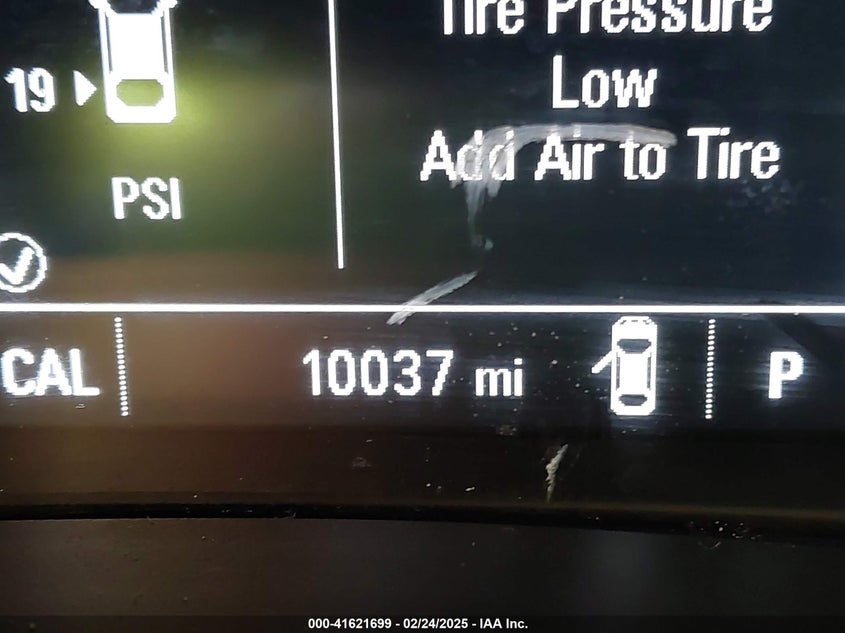 Tire Pressure
Low
Add Air to Tire
19
PSI
CAL 10037 mi P
000-41621699 - 02/24/2025 - IAA Inc.